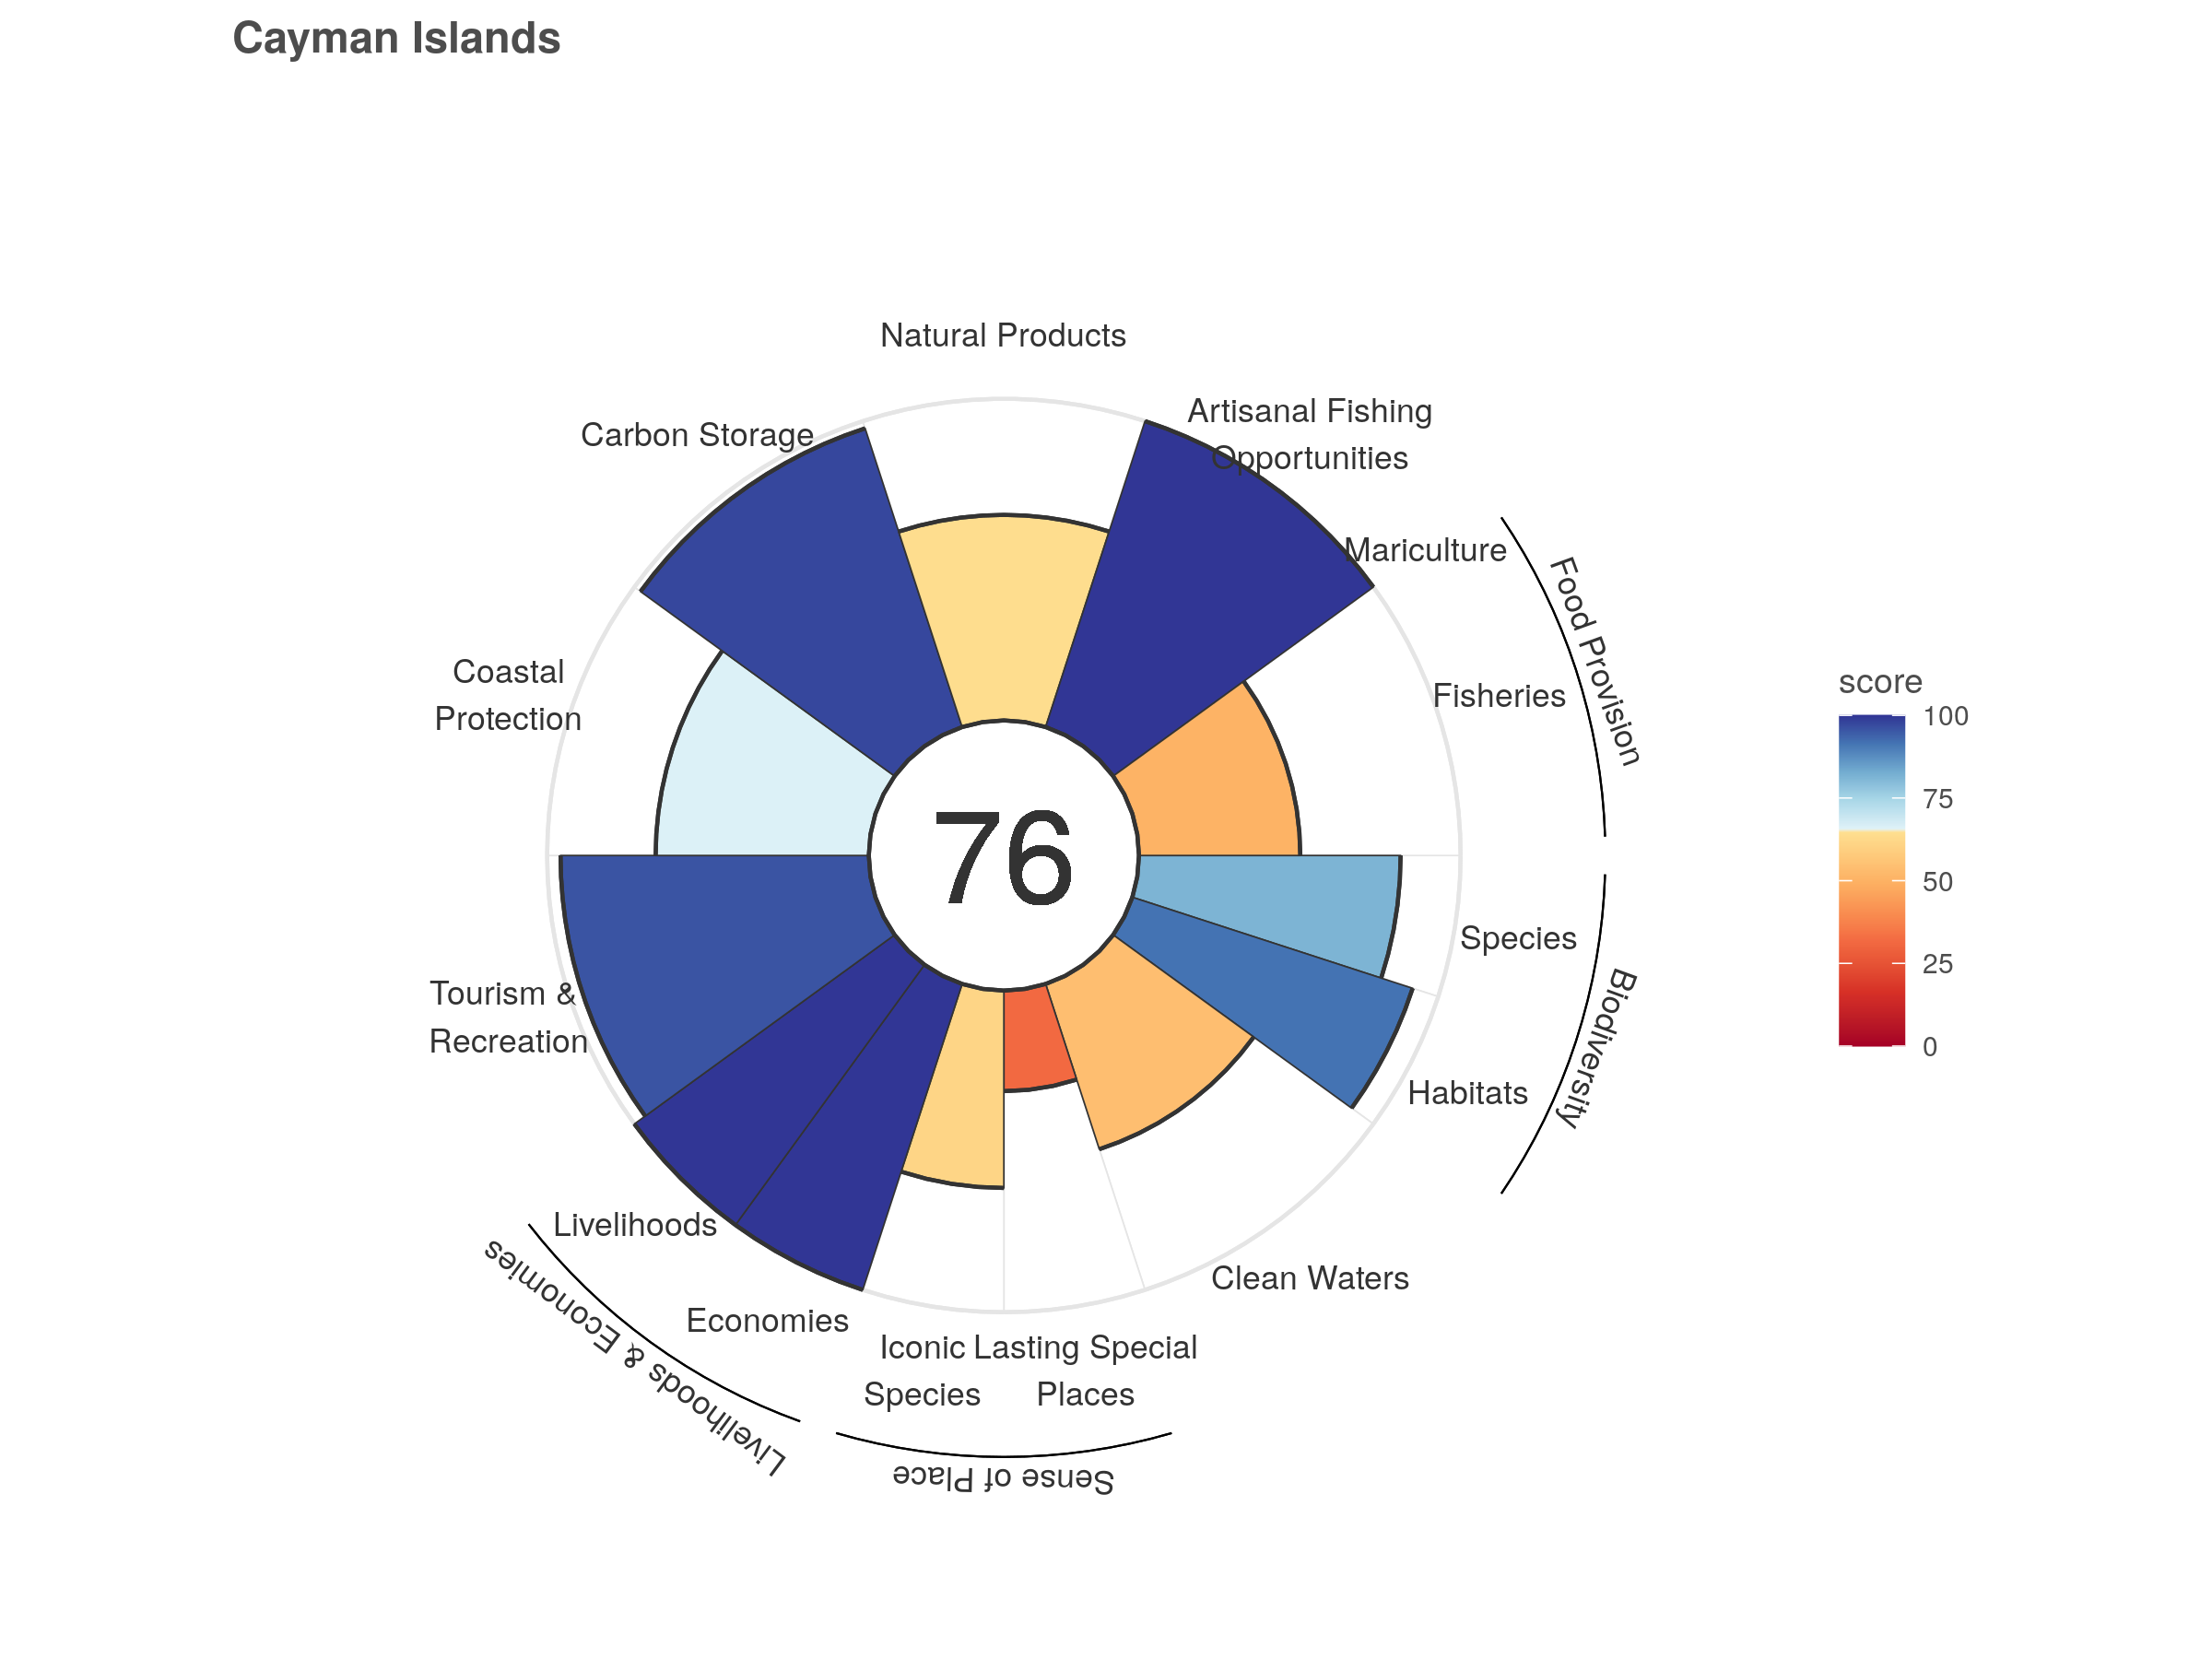 Cayman Islands
Natural Products
Artisanal Fishing
Opportunities
Carbon Storage
Mariculture
Food Provision
Fisheries
Coastal
Protection
score
100
75
50
25
0
76
Species
Biodiversity
Habitats
Tourism &
Recreation
Livelihoods
Livelihoods & Economies
Economies
Clean Waters
Iconic
Species
Lasting Special
Places
Sense of Place